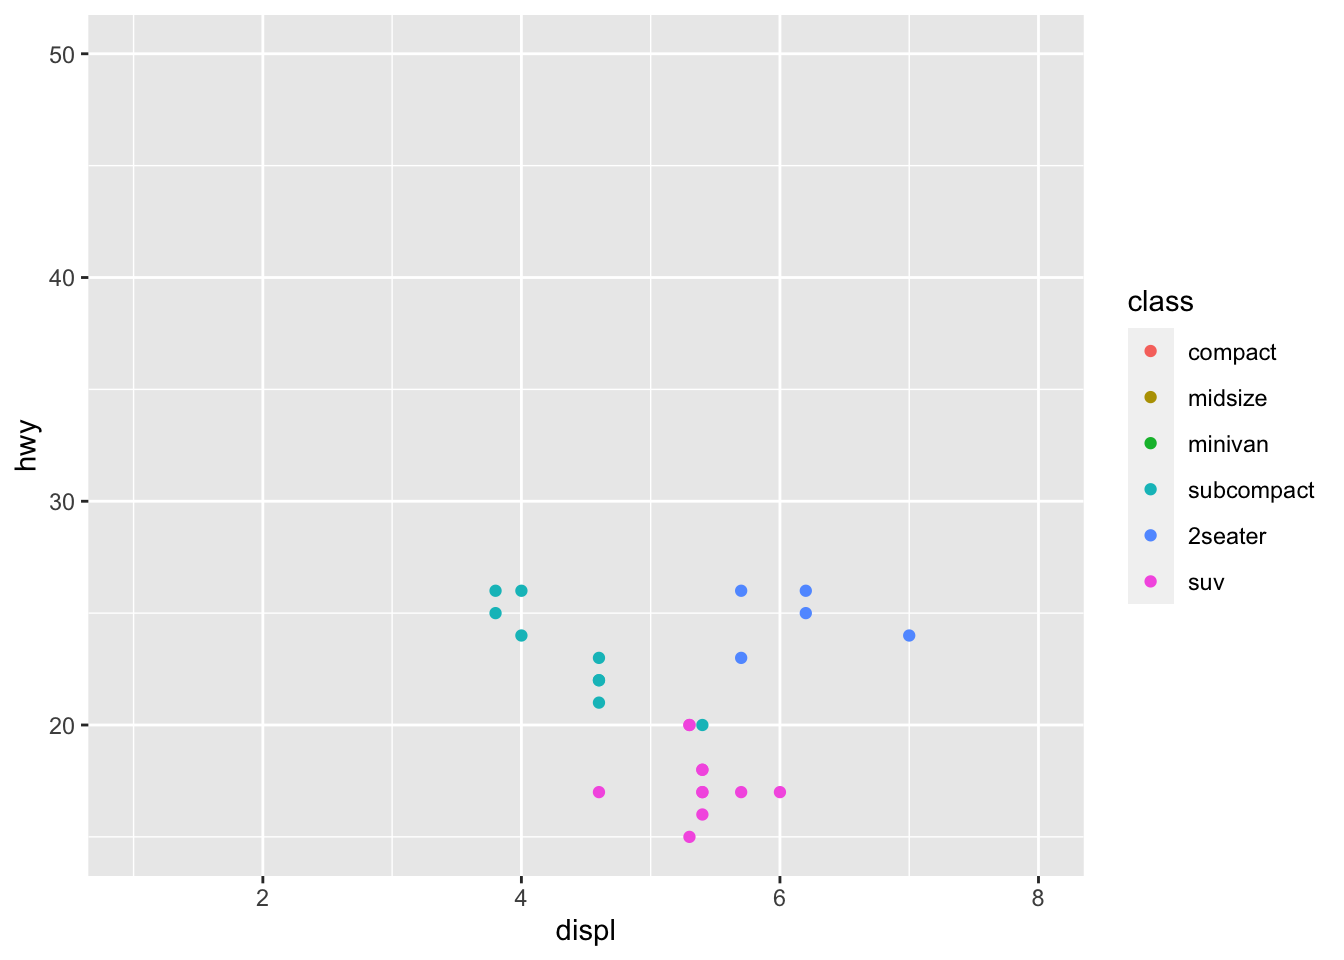 50
40
30
20
hwy
2
4
6
8
displ
class
compact
midsize
minivan
subcompact
2seater
suv